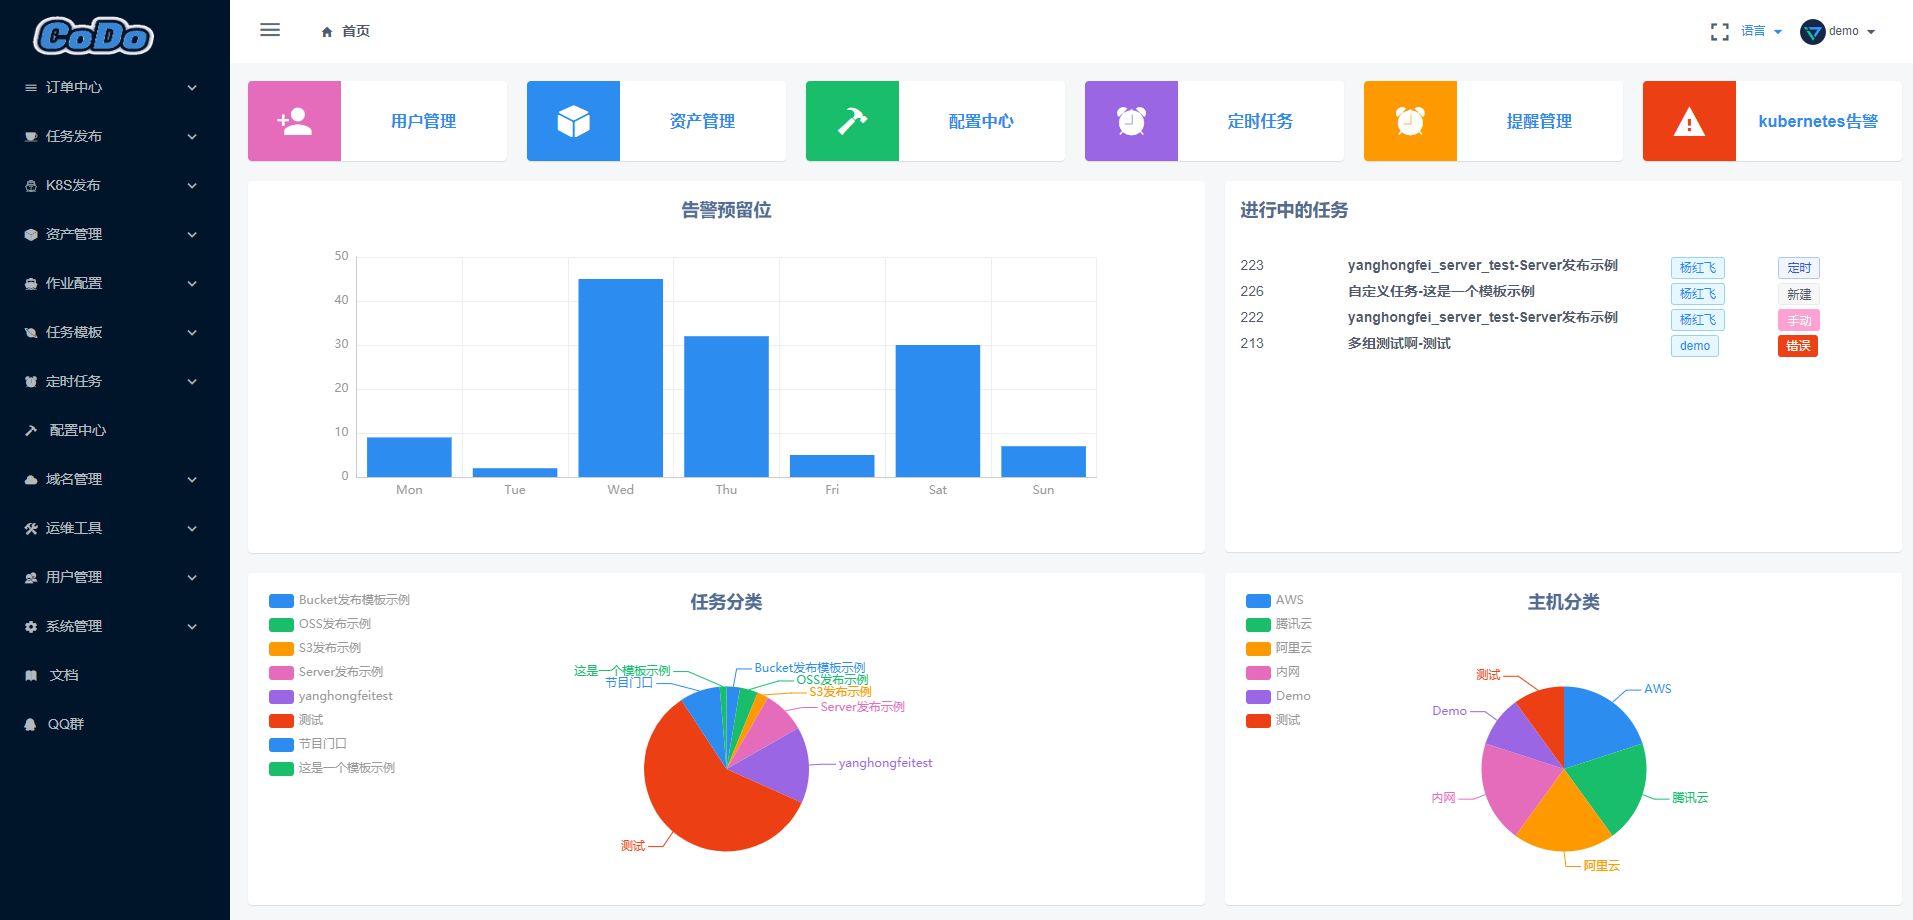 CoDo
订单中心
任务发布
K8S发布
资产管理
作业配置
任务模板
定时任务
配置中心
域名管理
运维工具
用户管理
系统管理
文档
QQ群
首页
语言
demo
用户管理
资产管理
配置中心
定时任务
提醒管理
kubernetes告警
告警预留位
50
40
30
20
10
0
Mon Tue Wed Thu Fri Sat Sun
进行中的任务
223 yanghongfei_server_test-Server发布示例 杨红飞 定时
226 自定义任务-这是一个模板示例 杨红飞 新建
222 yanghongfei_server_test-Server发布示例 杨红飞 手动
213 多组测试啊-测试 demo 错误
任务分类
Bucket发布模板示例
OSS发布示例
S3发布示例
Server发布示例
yanghongfeitest
测试
节目门口
这是一个模板示例
这是一个模板示例
节目门口
Bucket发布模板示例
OSS发布示例
S3发布示例
Server发布示例
yanghongfeitest
测试
主机分类
AWS
腾讯云
阿里云
内网
Demo
测试
测试
AWS
Demo
内网
腾讯云
阿里云